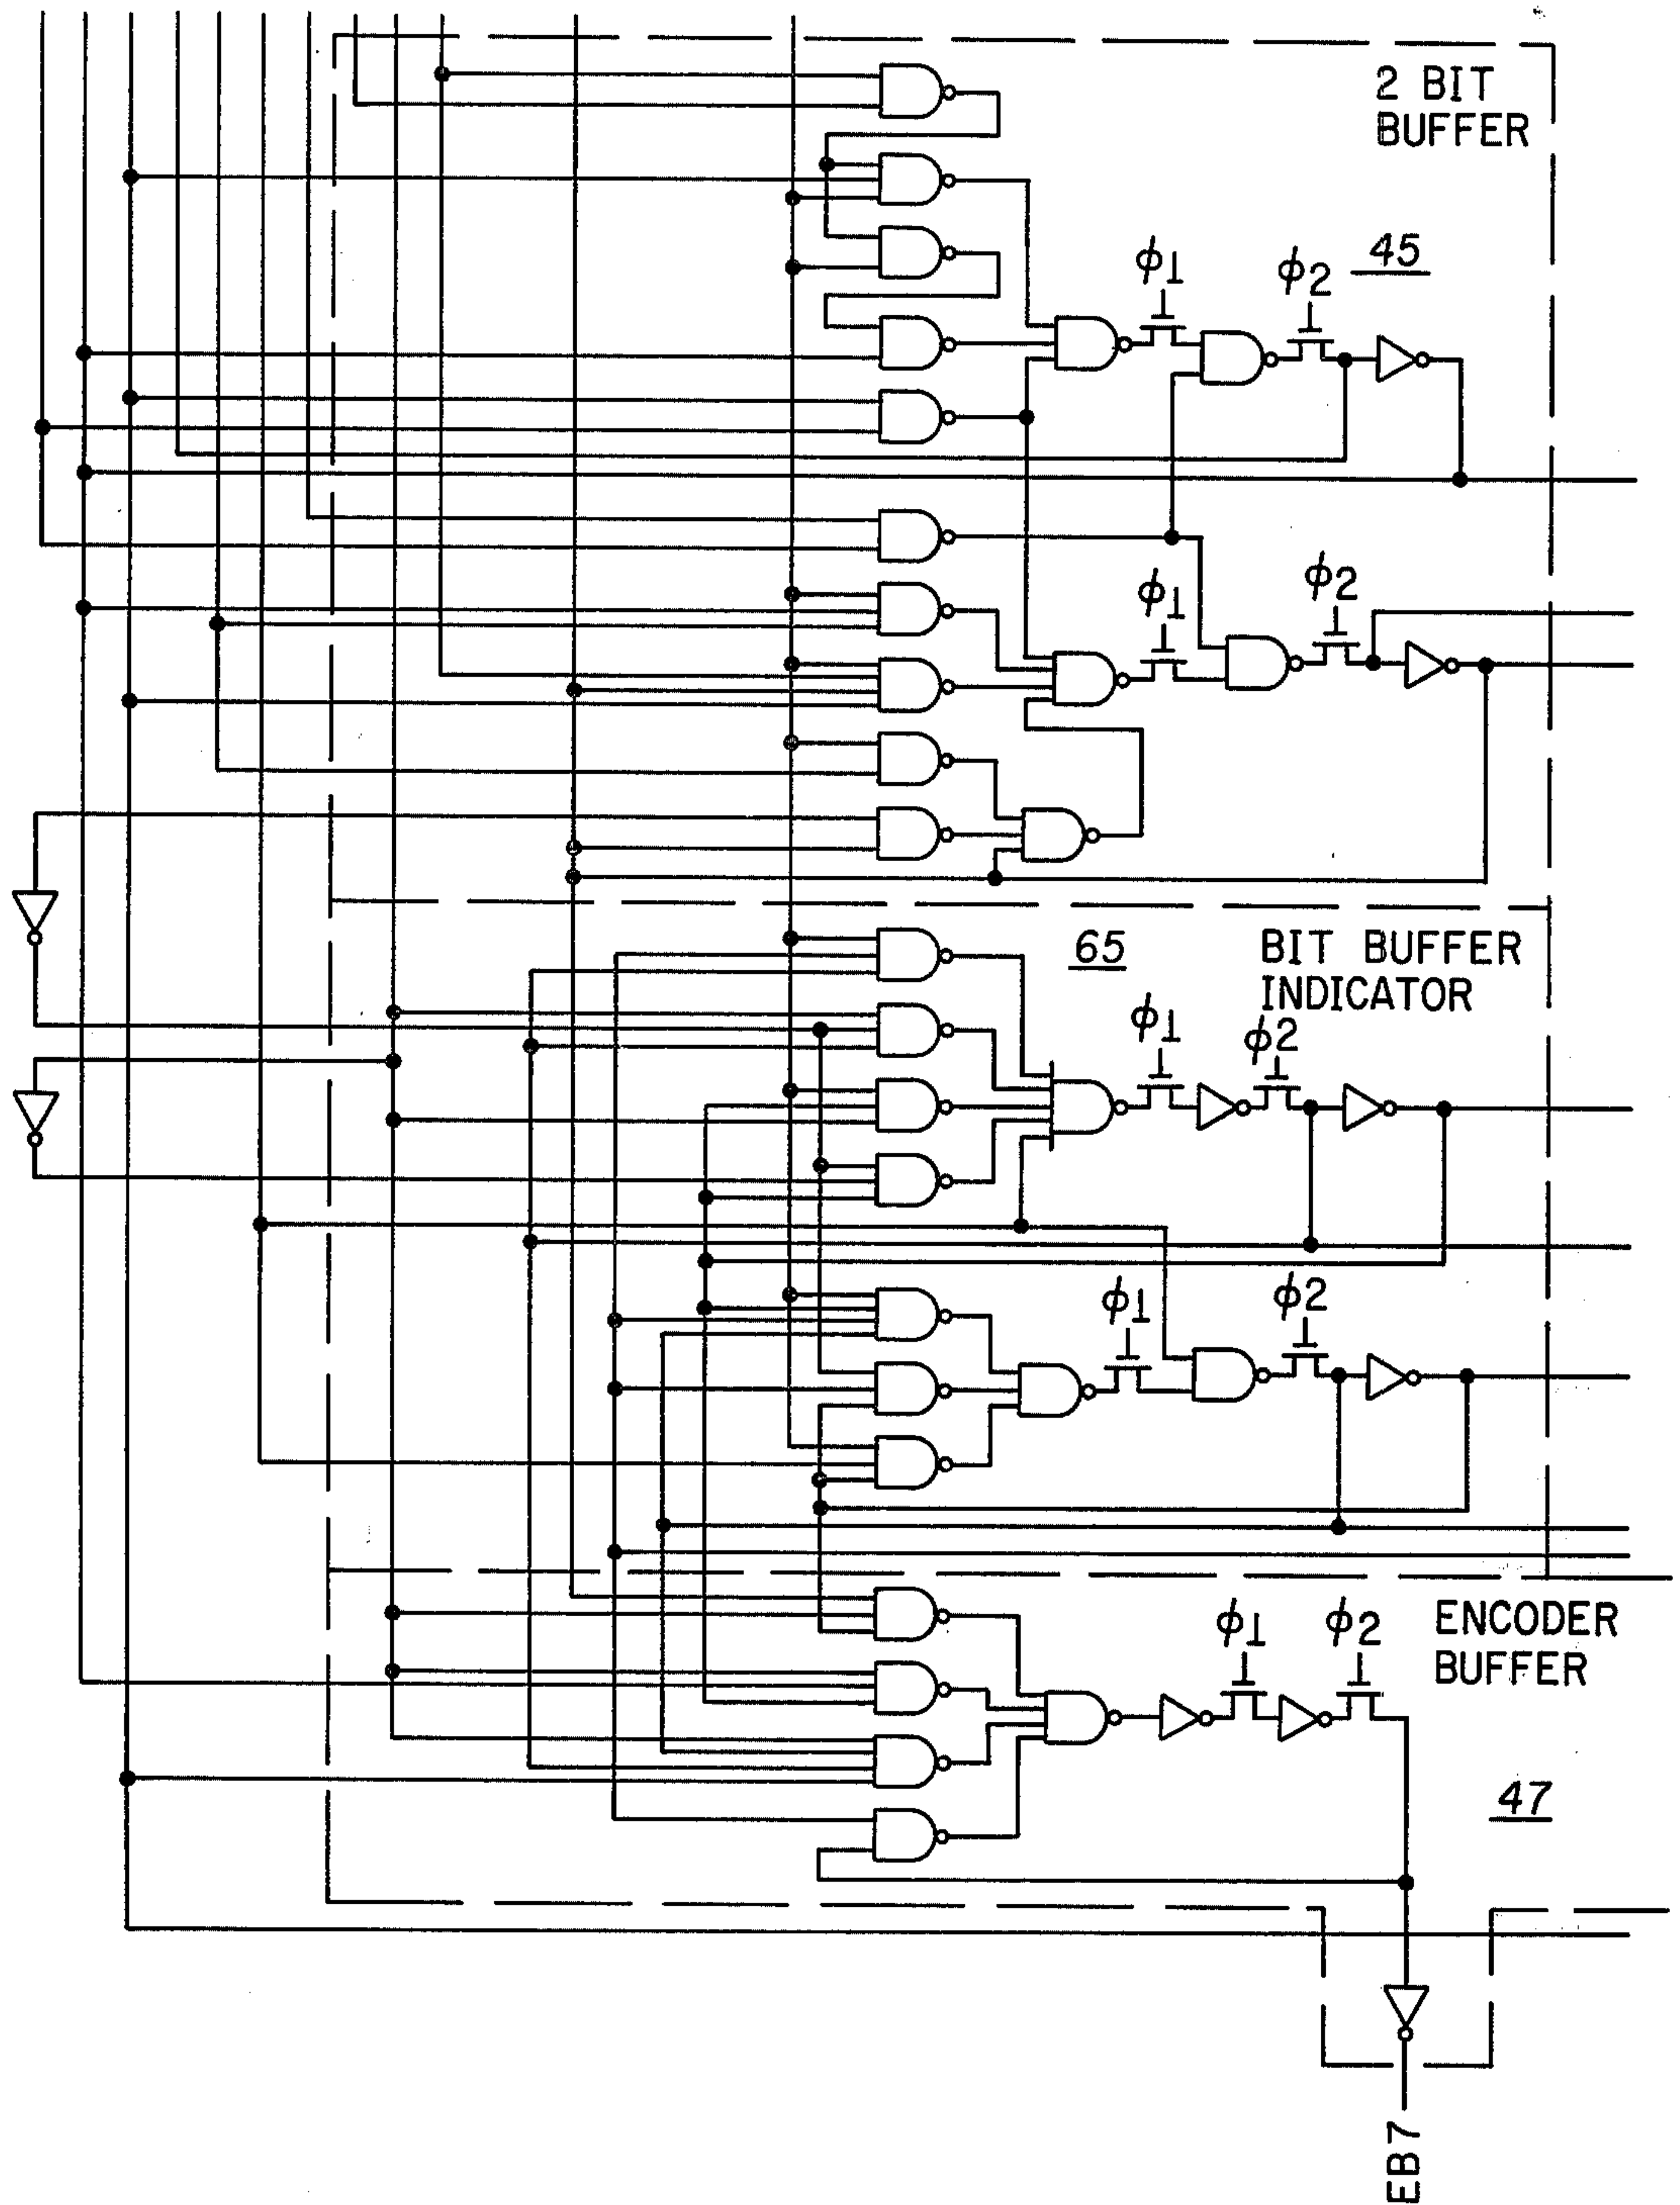 2 BIT
BUFFER
45
ϕ1
ϕ2
ϕ1
ϕ2
65
BIT BUFFER
INDICATOR
ϕ1
ϕ2
ϕ1
ϕ2
ENCODER
BUFFER
ϕ1
ϕ2
47
EB7